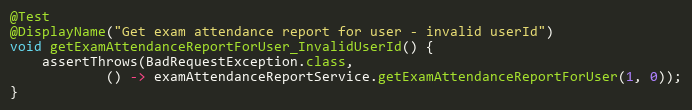 @Test
@DisplayName("Get exam attendance report for user - invalid userId")
void getExamAttendanceReportForUser_InvalidUserId() {
    assertThrows(BadRequestException.class,
            () -> examAttendanceReportService.getExamAttendanceReportForUser(1, 0));
}